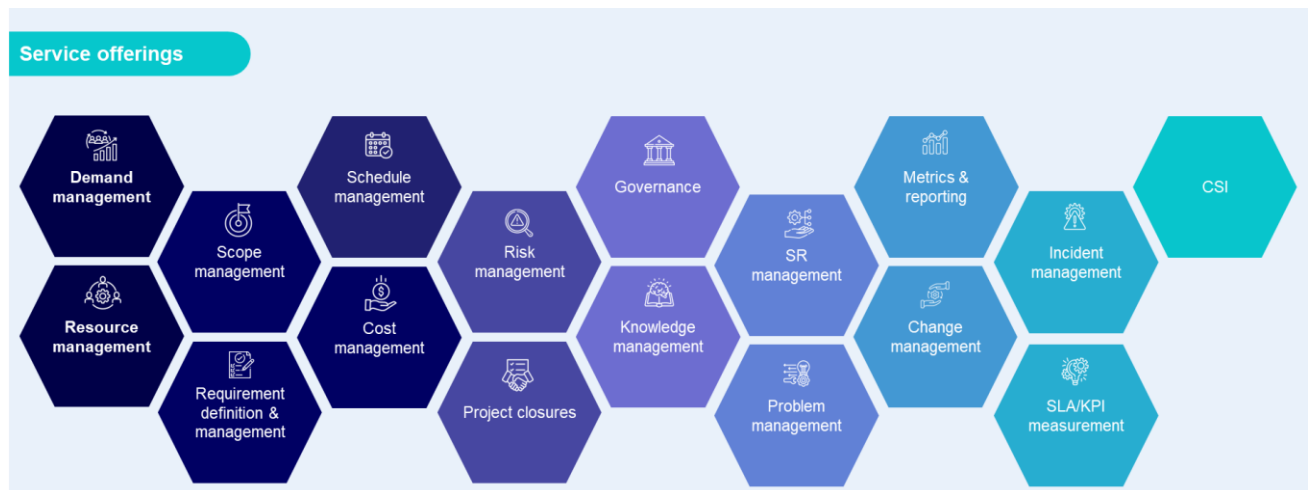 Service offerings
Demand
management
Resource
management
Scope
management
Requirement
definition &
management
Schedule
management
Cost
management
Risk
management
Project closures
Governance
Knowledge
management
SR
management
Problem
management
Metrics &
reporting
Change
management
Incident
management
SLA/KPI
measurement
CSI